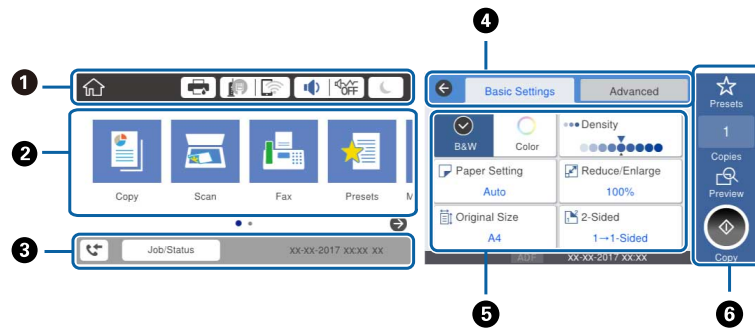 1
OFF
2
Copy
Scan
Fax
Presets
3
Job/Status
xx-xx-2017 xx:xx xx
4
Basic Settings
Advanced
B&W
Color
Density
Paper Setting
Auto
Reduce/Enlarge
100%
Original Size
A4
2-Sided
1→1-Sided
ADF
xx-xx-2017 xx:xx
5
Presets
1
Copies
Preview
Copy
6